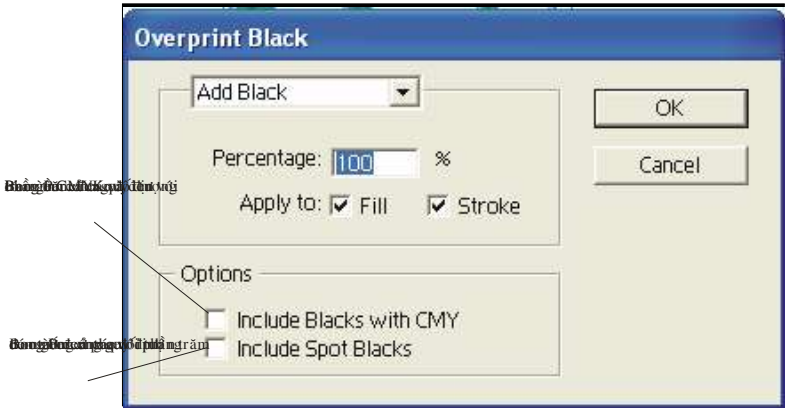 Overprint Black
Add Black
OK
Percentage: 100 %
Cancel
Apply to: Fill Stroke
Options
Include Blacks with CMY
trăm
Include Spot Blacks